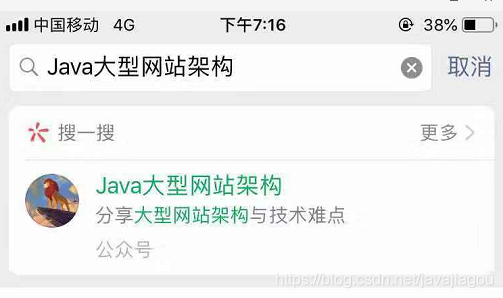 中国移动 4G 下午7:16 38%
Java大型网站架构 取消
搜一搜 更多
Java大型网站架构
分享大型网站架构与技术难点
公众号
https://blog.csdn.net/javajiagou